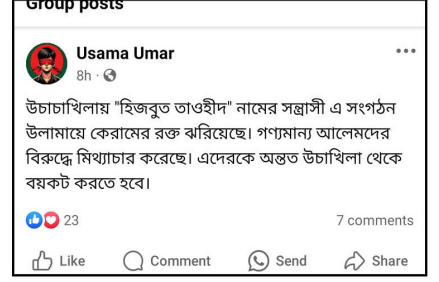 Group posts
Usama Umar
8h ·
উচাচাখিলায় "হিজবুত তাওহীদ" নামের সন্ত্রাসী এ সংগঠন
উলামায়ে কেরামের রক্ত ঝরিয়েছে। গণ্যমান্য আলেমদের
বিরুদ্ধে মিথ্যাচার করেছে। এদেরকে অন্তত উচাখিলা থেকে
বয়কট করতে হবে।
23 7 comments
Like Comment Send Share